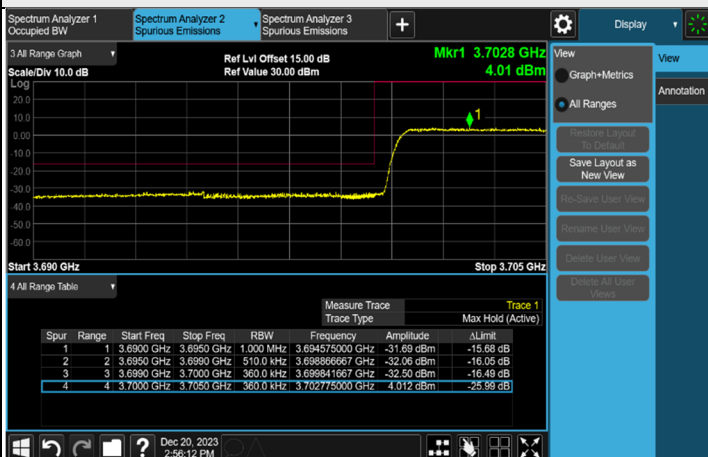 Spectrum Analyzer 1
Occupied BW
Spectrum Analyzer 2
Spurious Emissions
Spectrum Analyzer 3
Spurious Emissions
+
Display
3 All Range Graph
Scale/Div 10.0 dB
Ref Lvl Offset 15.00 dB
Ref Value 30.00 dBm
Mkr1 3.7028 GHz
4.01 dBm
Log
20.0
10.0
0.00
-10.0
-20.0
-30.0
-40.0
-50.0
-60.0
1
Start 3.690 GHz
Stop 3.705 GHz
View
Graph+Metrics
All Ranges
Restore Layout
To Default
Save Layout as
New View
Re-Save User View
Rename User View
Delete User View
Delete All User
Views
View
Annotation
4 All Range Table
Measure Trace Trace 1
Trace Type Max Hold (Active)
Spur Range Start Freq Stop Freq RBW Frequency Amplitude ΔLimit
1 1 3.6900 GHz 3.6950 GHz 1.000 MHz 3.694575000 GHz -31.69 dBm -15.68 dB
2 2 3.6950 GHz 3.6990 GHz 510.0 kHz 3.698866667 GHz -32.06 dBm -16.05 dB
3 3 3.6990 GHz 3.7000 GHz 360.0 kHz 3.699841667 GHz -32.50 dBm -16.49 dB
4 4 3.7000 GHz 3.7050 GHz 360.0 kHz 3.702775000 GHz 4.012 dBm -25.99 dB
?
Dec 20, 2023
2:56:12 PM